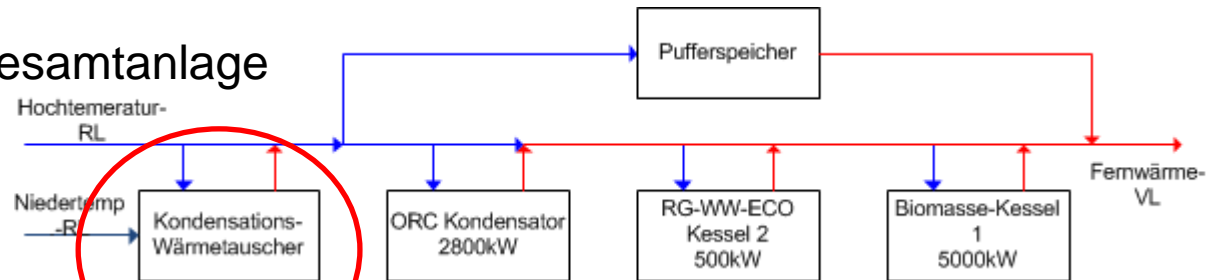 esamtanlage
Pufferspeicher
Hochtemeratur-
RL
Fernwärme-
VL
Niedertemp
-RL
Kondensations-
Wärmetauscher
ORC Kondensator
2800kW
RG-WW-ECO
Kessel 2
500kW
Biomasse-Kessel
1
5000kW